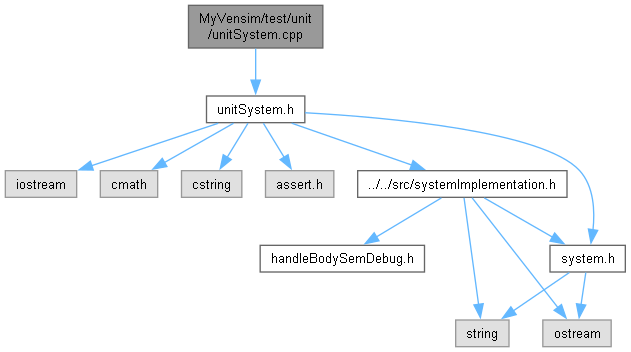 MyVensim/test/unit
/unitSystem.cpp
unitSystem.h
iostream
cmath
cstring
assert.h
../../src/systemImplementation.h
handleBodySemDebug.h
system.h
string
ostream